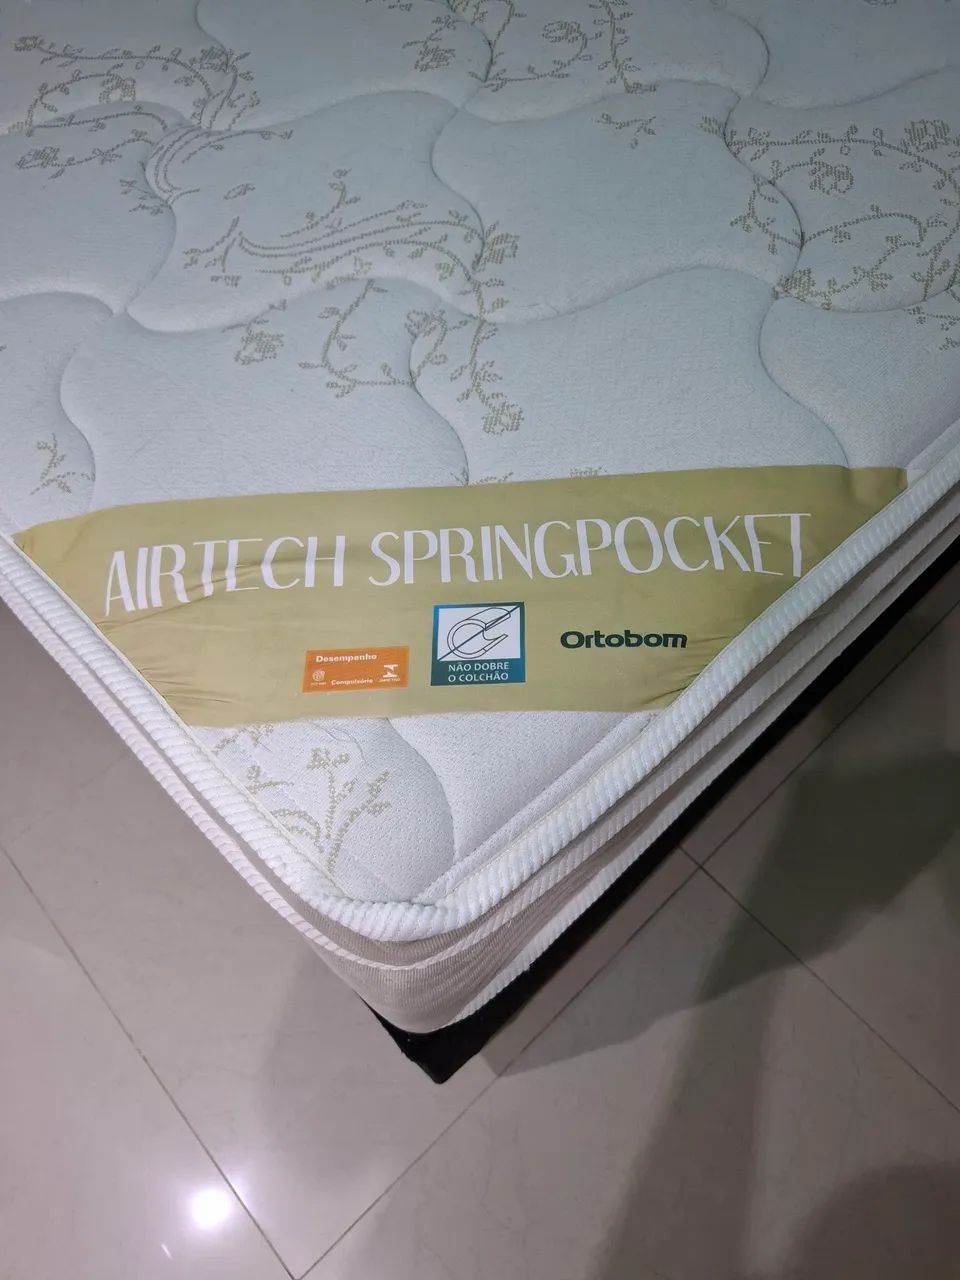 AIRTECH SPRINGPOCKET
Ortobom
NÃO DOBRE
O COLCHÃO
Desempenho
Compulsório